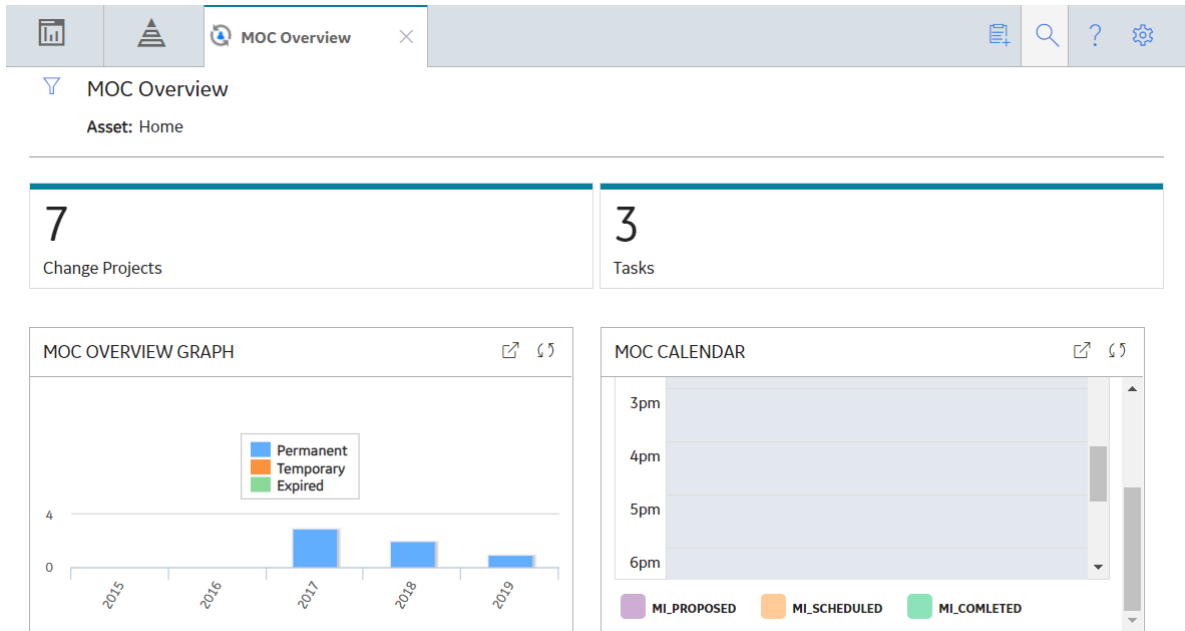 MOC Overview
MOC Overview
Asset: Home
7
Change Projects
3
Tasks
MOC OVERVIEW GRAPH
Permanent
Temporary
Expired
4
0
2015
2016
2017
2018
2019
MOC CALENDAR
3pm
4pm
5pm
6pm
MI_PROPOSED MI_SCHEDULED MI_COMLETED